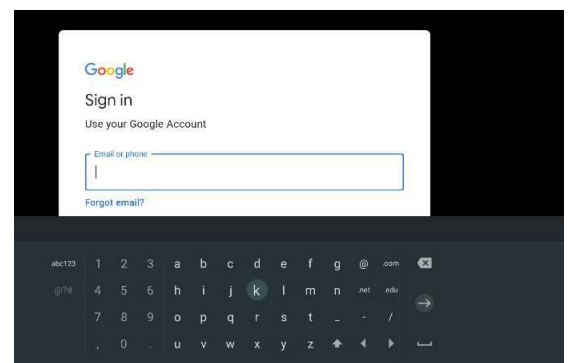 Google
Sign in
Use your Google Account
Email or phone
Forgot email?
abc123 1 2 3 a b c d e f g @ .com
@?# 4 5 6 h i j k l m n .net .edu
7 8 9 o p q r s t _ - /
, 0 . u v w x y z